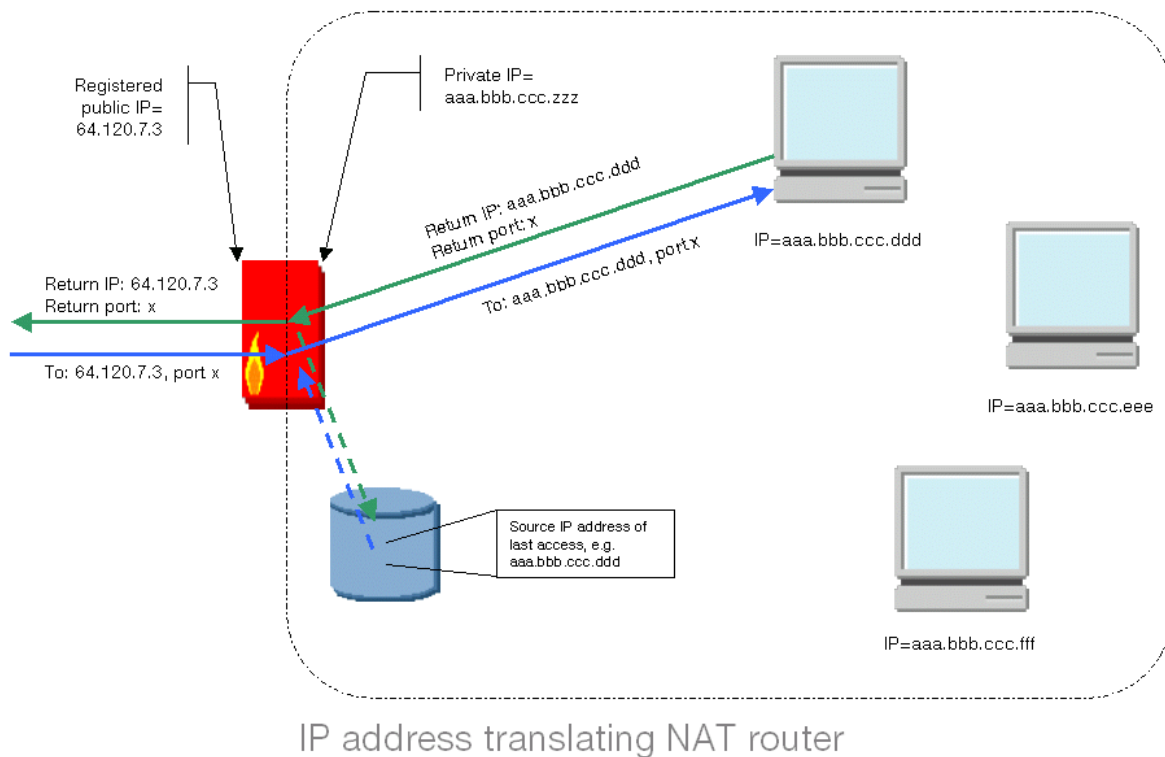 Registered
public IP=
64.120.7.3
Private IP=
aaa.bbb.ccc.zzz
Return IP: aaa.bbb.ccc.ddd
Return port: x
To: aaa.bbb.ccc.ddd, port x
IP=aaa.bbb.ccc.ddd
Return IP: 64.120.7.3
Return port: x
To: 64.120.7.3, port x
IP=aaa.bbb.ccc.eee
Source IP address of
last access, e.g.
aaa.bbb.ccc.ddd
IP=aaa.bbb.ccc.fff
IP address translating NAT router